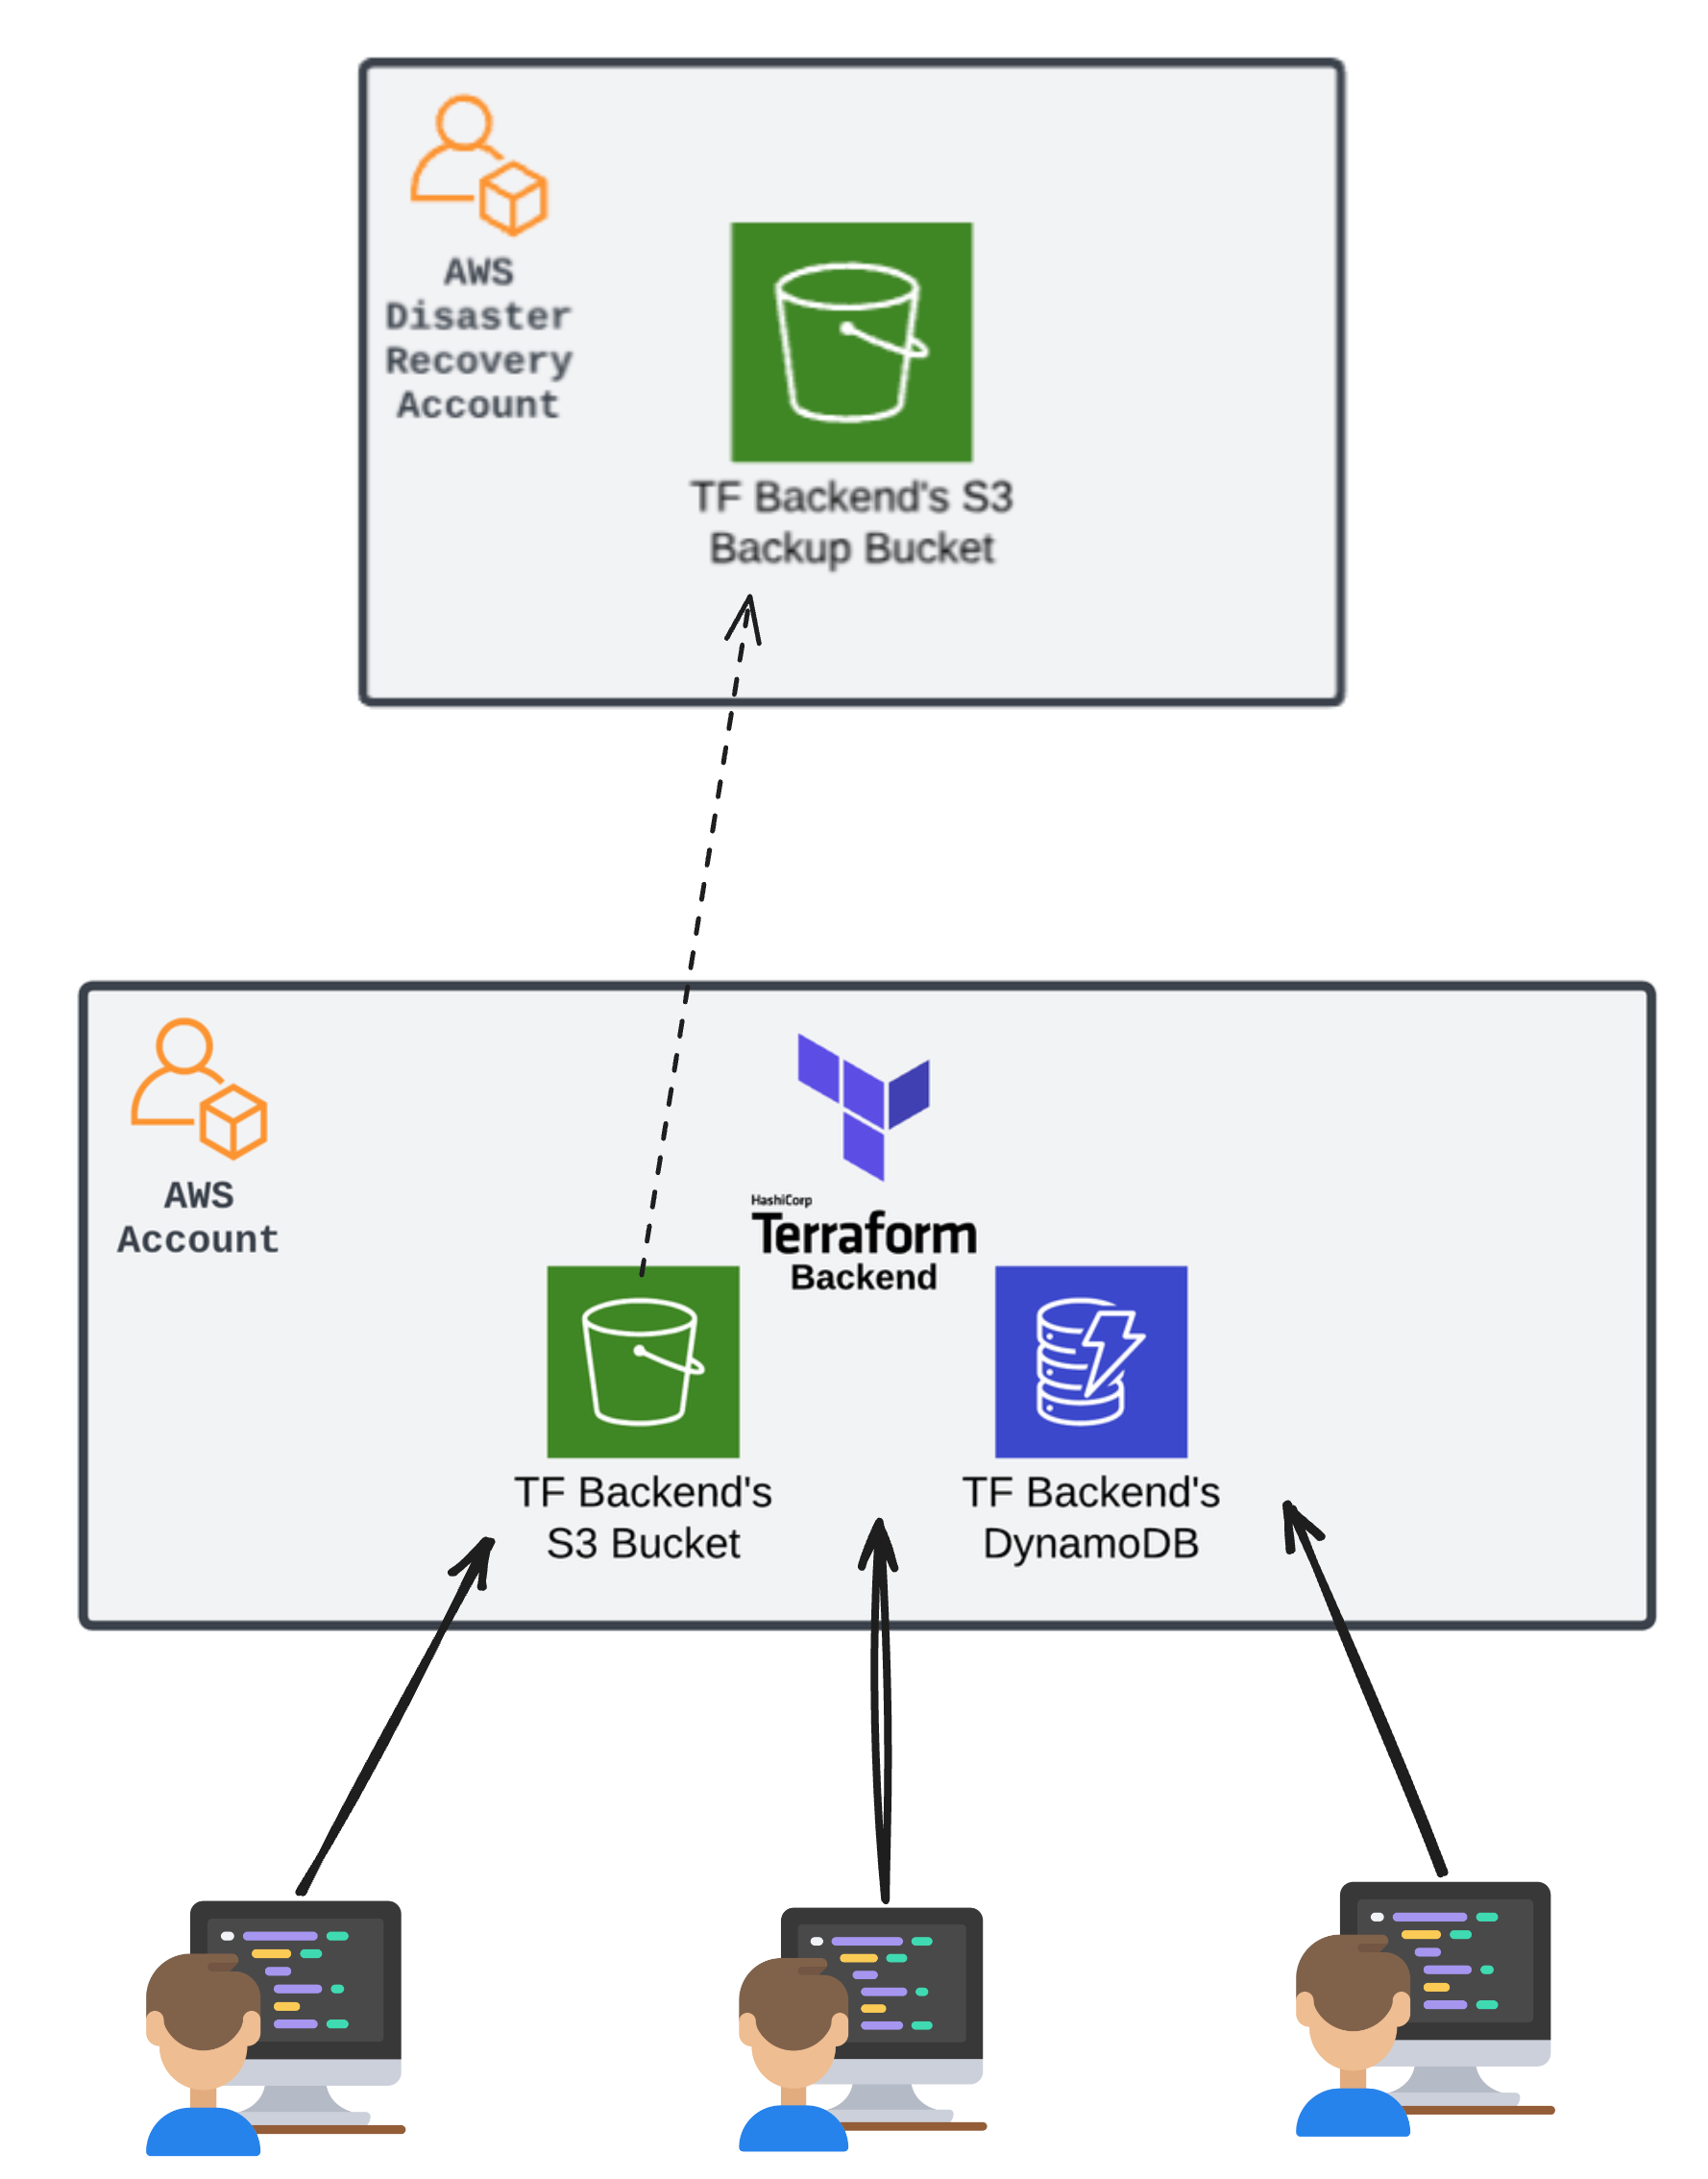 AWS
Disaster
Recovery
Account
TF Backend's S3
Backup Bucket
AWS
Account
HashiCorp
Terraform
Backend
TF Backend's
S3 Bucket
TF Backend's
DynamoDB